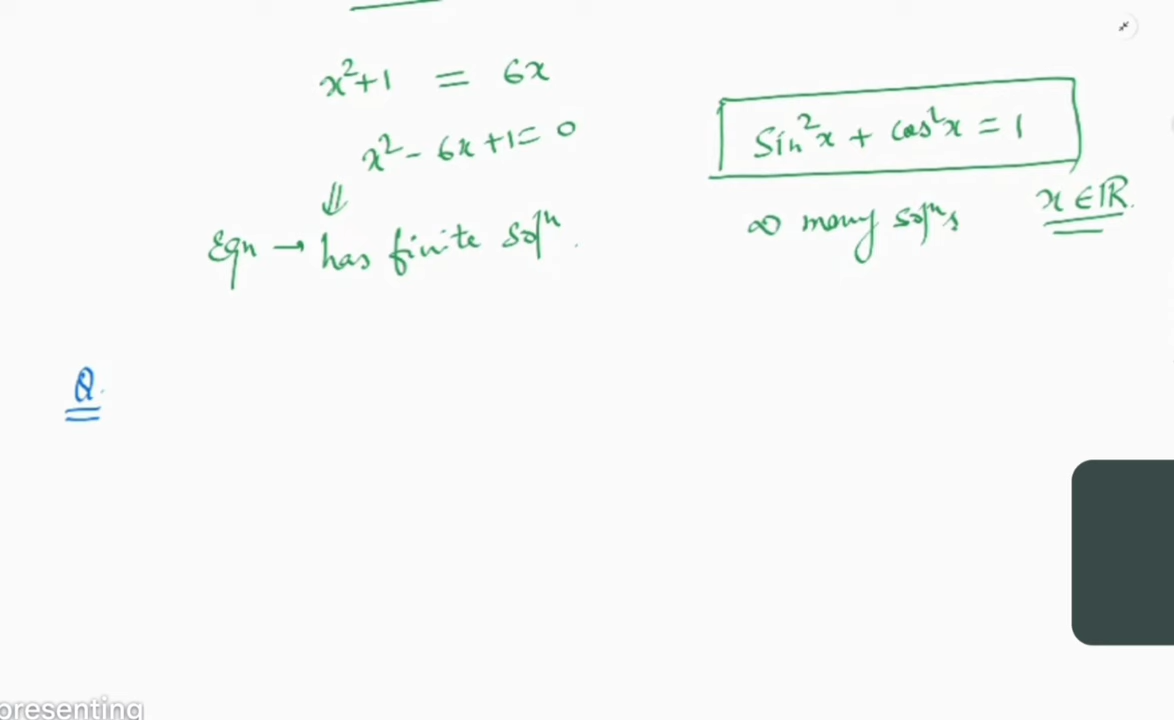 x²+1 = 6x
x² - 6x + 1 = 0
⇓
Eqn → has finite solⁿ.
Sin²x + cos²x = 1
∞ many solⁿs x ∈ ℝ.
Q.
presenting